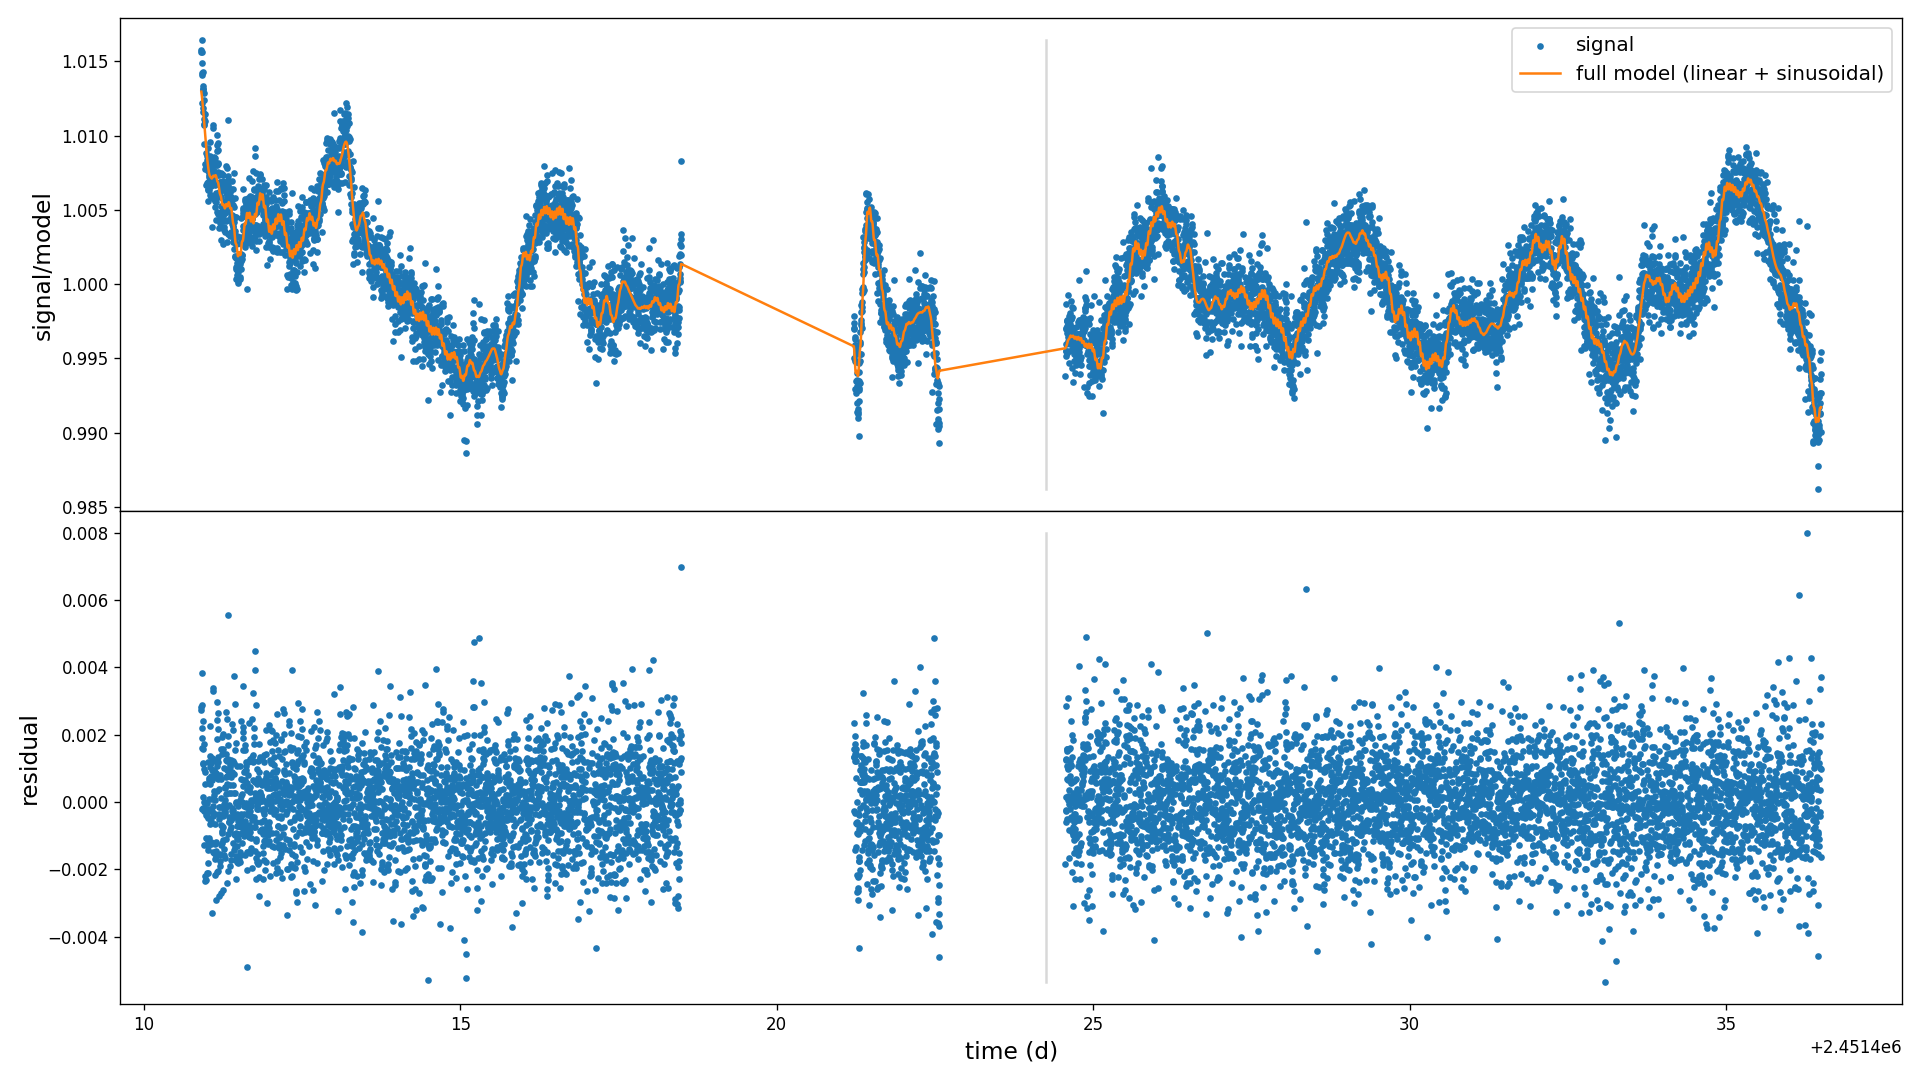 signal
full model (linear + sinusoidal)
1.015
1.010
1.005
1.000
0.995
0.990
0.985
signal/model
0.008
0.006
0.004
0.002
0.000
−0.002
−0.004
residual
10 15 20 25 30 35
time (d)
+2.4514e6